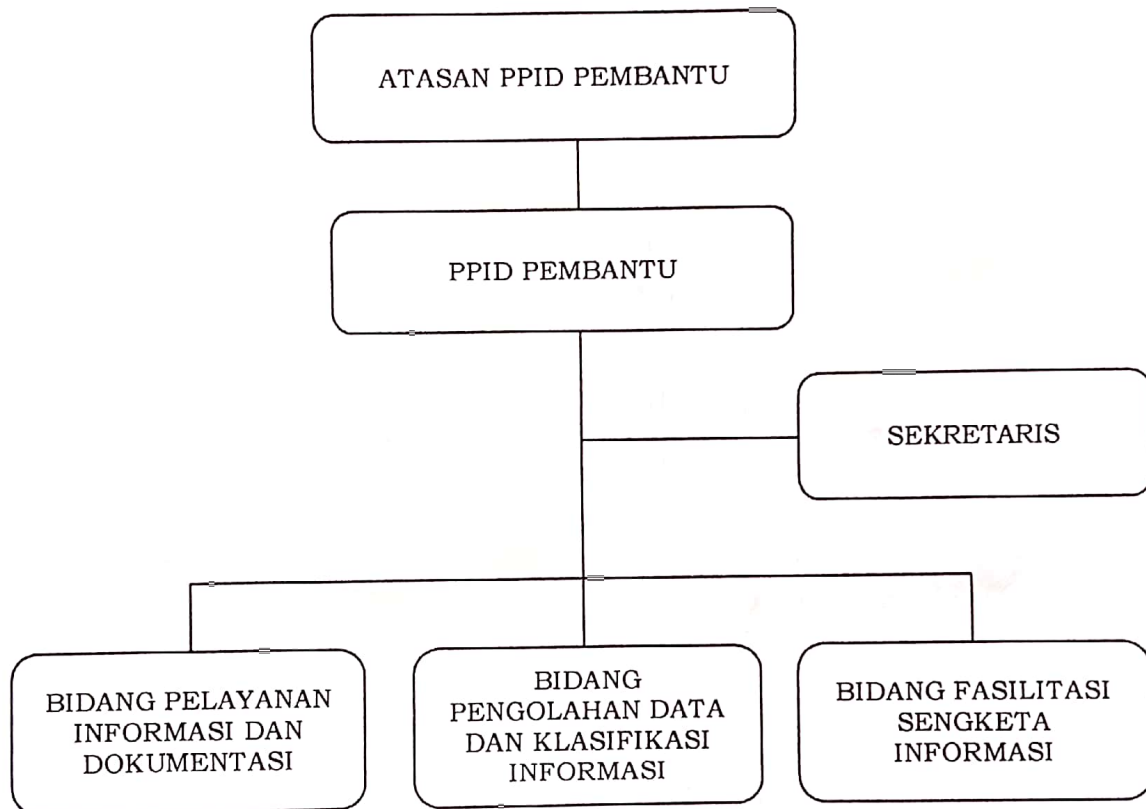 ATASAN PPID PEMBANTU
PPID PEMBANTU
SEKRETARIS
BIDANG PELAYANAN
INFORMASI DAN
DOKUMENTASI
BIDANG
PENGOLAHAN DATA
DAN KLASIFIKASI
INFORMASI
BIDANG FASILITASI
SENGKETA
INFORMASI